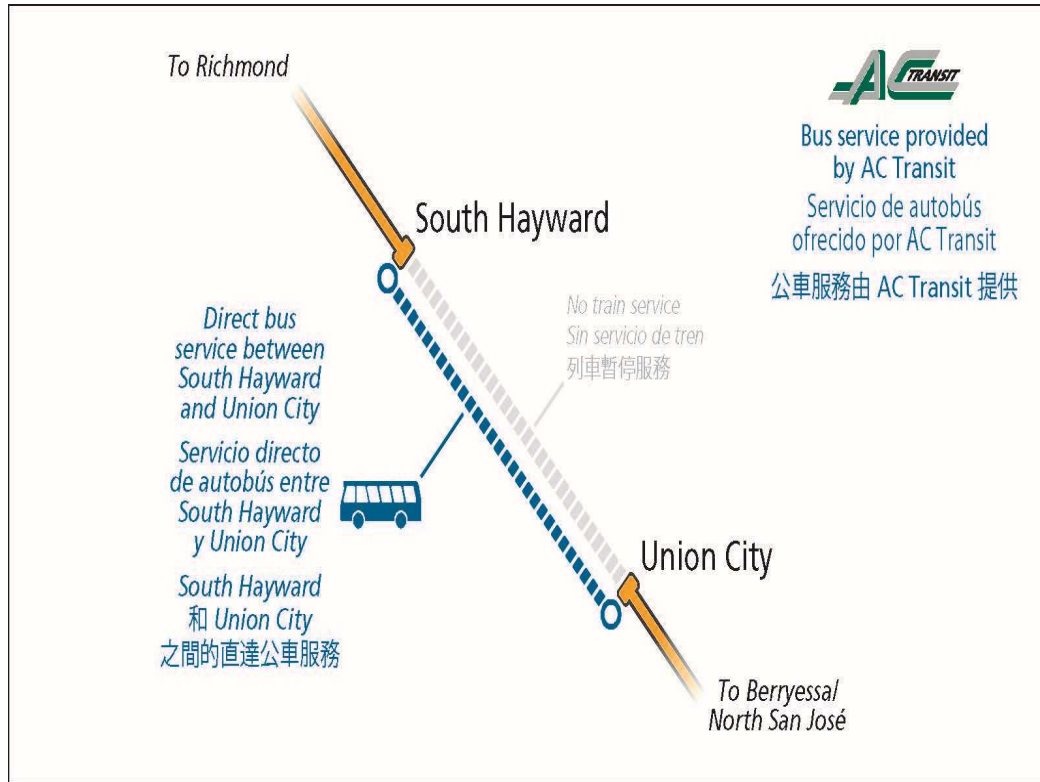 To Richmond
AC TRANSIT
Bus service provided
by AC Transit
Servicio de autobús
ofrecido por AC Transit
公車服務由 AC Transit 提供
South Hayward
No train service
Sin servicio de tren
列車暫停服務
Direct bus
service between
South Hayward
and Union City
Servicio directo
de autobús entre
South Hayward
y Union City
South Hayward
和 Union City
之間的直達公車服務
Union City
To Berryessa/
North San José